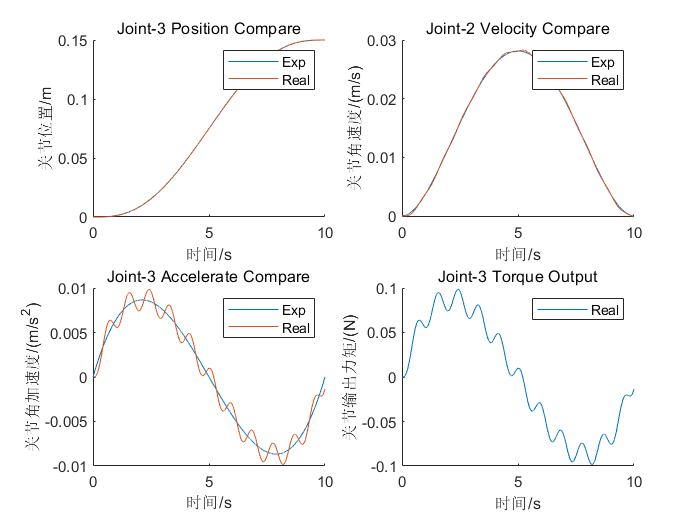 Joint-3 Position Compare
0.15
0.1
0.05
0
关节位置/m
0
5
10
时间/s
Exp
Real
Joint-2 Velocity Compare
0.03
0.02
0.01
0
关节角速度/(m/s)
0
5
10
时间/s
Exp
Real
Joint-3 Accelerate Compare
0.01
0.005
0
-0.005
-0.01
关节角加速度/(m/s²)
0
5
10
时间/s
Exp
Real
Joint-3 Torque Output
0.1
0.05
0
-0.05
-0.1
关节输出力矩/(N)
0
5
10
时间/s
Real